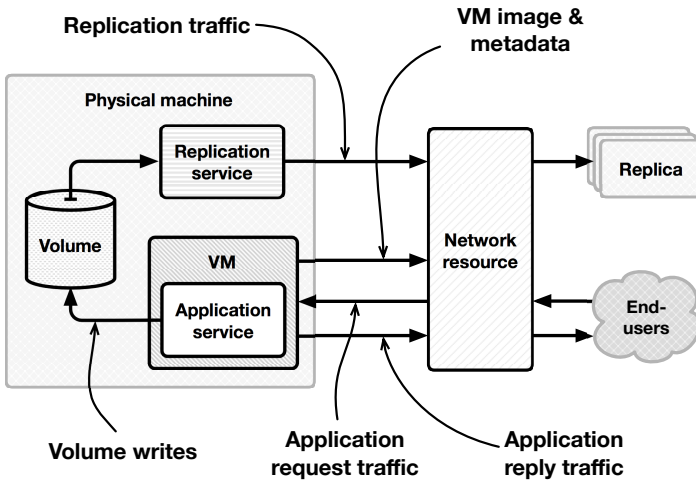 Replication traffic
VM image &
metadata
Physical machine
Replication
service
Replica
Volume
VM
Network
resource
Application
service
End-
users
Volume writes
Application
request traffic
Application
reply traffic